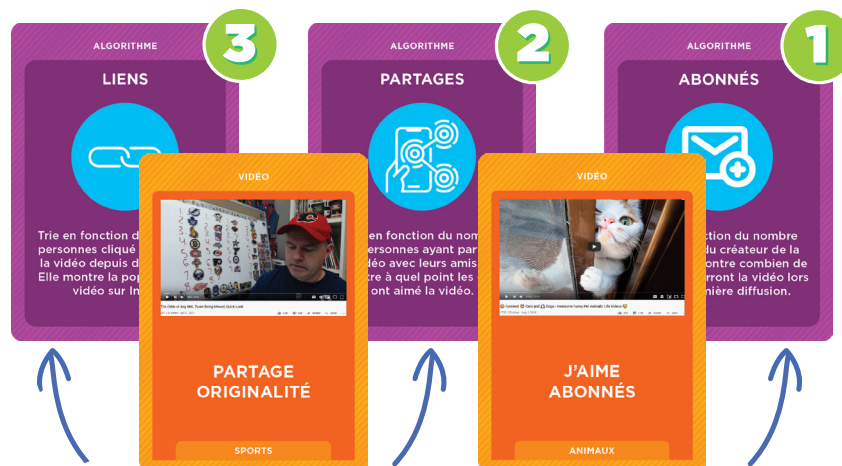 3
ALGORITHME
LIENS
Trie en fonction d
personnes cliqué
la vidéo depuis d
Elle montre la pop
vidéo sur In
2
ALGORITHME
PARTAGES
en fonction du nom
ersonnes ayant par
déo avec leurs amis
tre à quel point les
ont aimé la vidéo.
1
ALGORITHME
ABONNÉS
ction du nombre
du créateur de la
ontre combien de
rront la vidéo lors
mière diffusion.
VIDÉO
PARTAGE
ORIGINALITÉ
SPORTS
VIDÉO
J'AIME
ABONNÉS
ANIMAUX